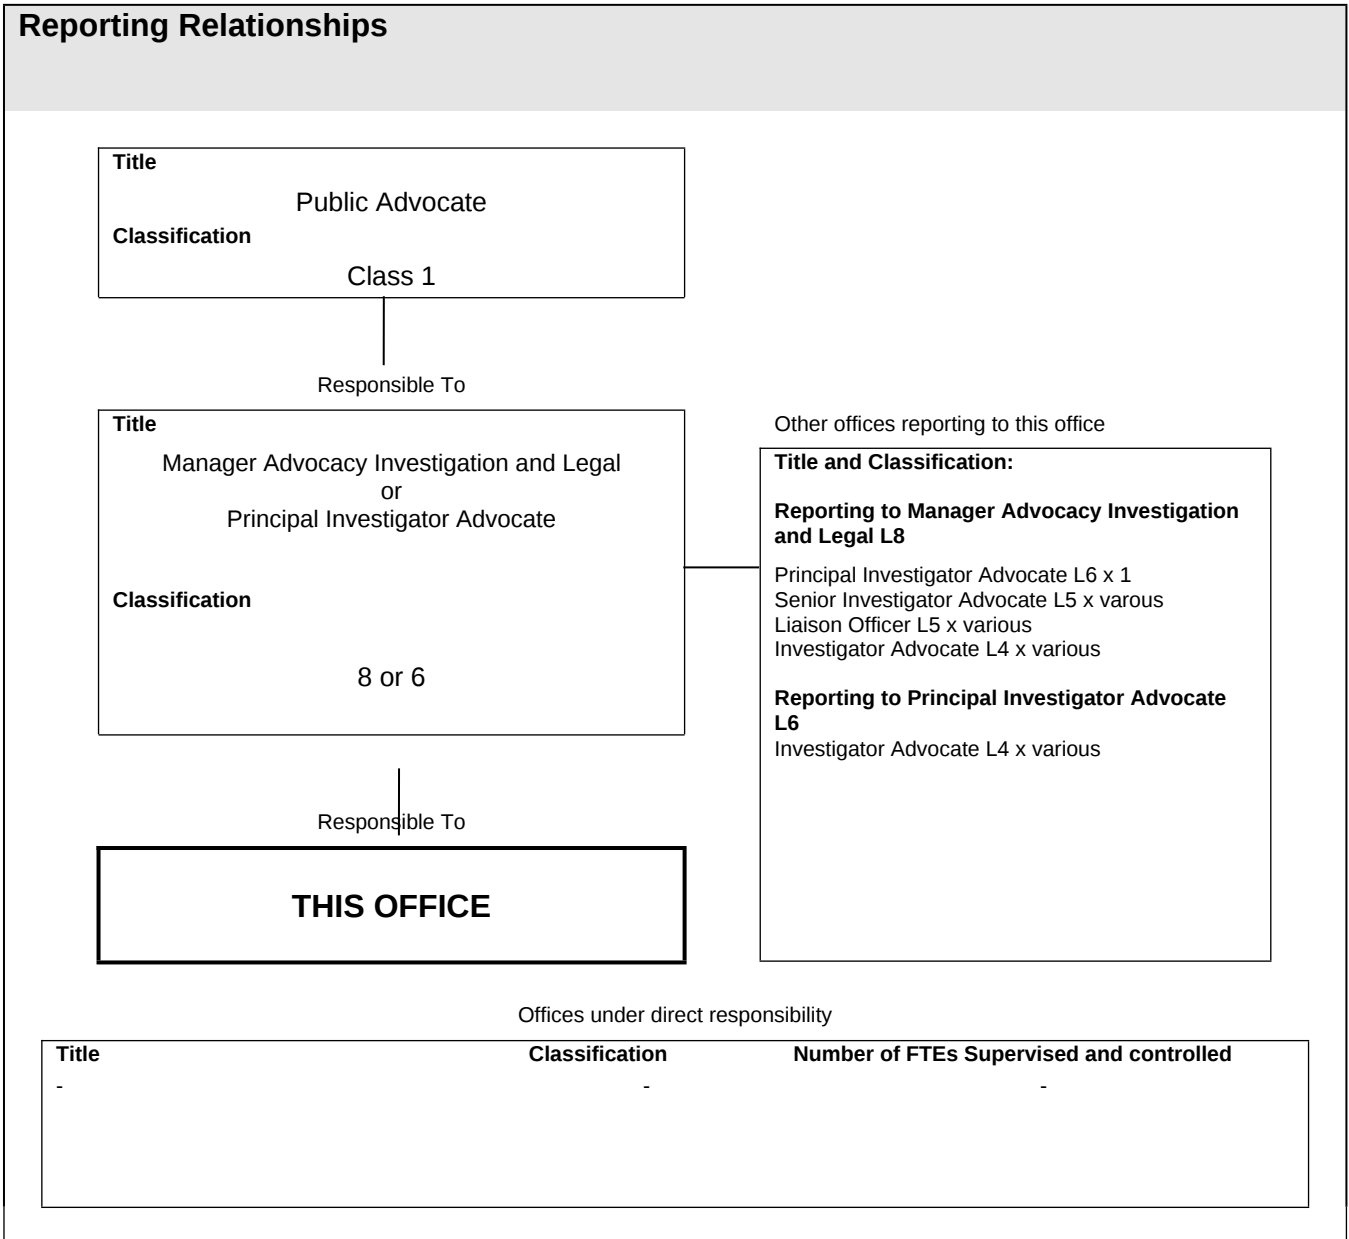 Reporting Relationships
Title
Public Advocate
Classification
Class 1
Responsible To
Title
Manager Advocacy Investigation and Legal
or
Principal Investigator Advocate
Classification
8 or 6
Other offices reporting to this office
Title and Classification:
Reporting to Manager Advocacy Investigation
and Legal L8
Principal Investigator Advocate L6 x 1
Senior Investigator Advocate L5 x varous
Liaison Officer L5 x various
Investigator Advocate L4 x various
Reporting to Principal Investigator Advocate
L6
Investigator Advocate L4 x various
Responsible To
THIS OFFICE
Offices under direct responsibility
Title Classification Number of FTEs Supervised and controlled
- - -